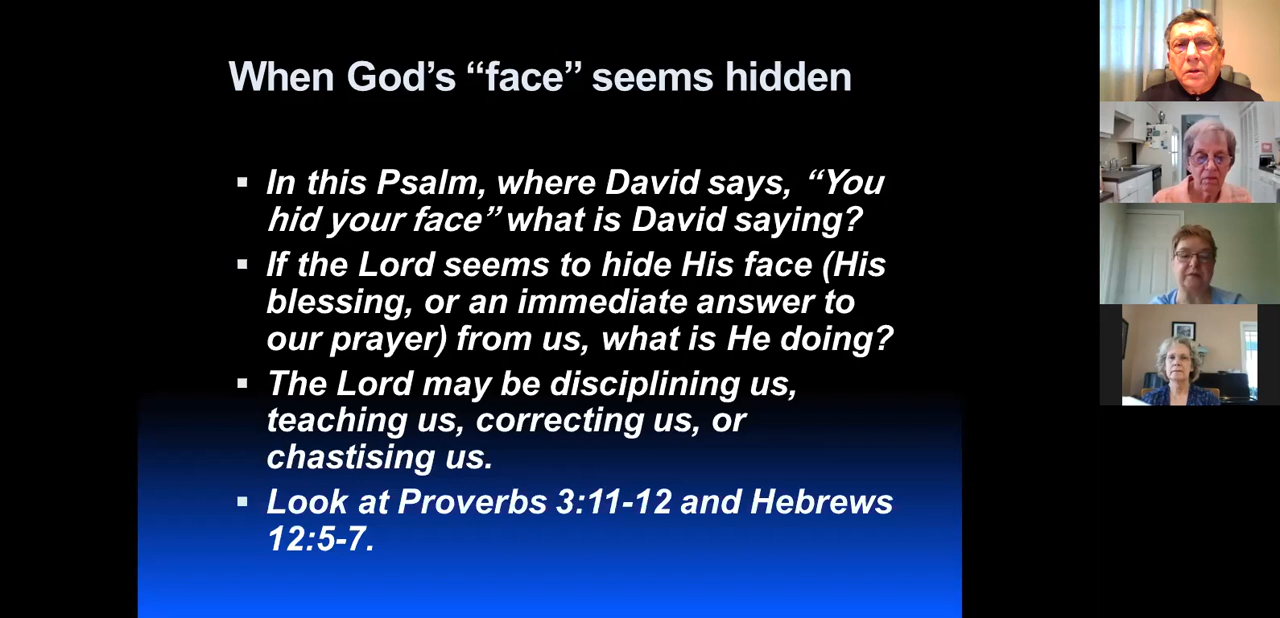 When God’s “face” seems hidden
▪ In this Psalm, where David says, “You
hid your face” what is David saying?
▪ If the Lord seems to hide His face (His
blessing, or an immediate answer to
our prayer) from us, what is He doing?
▪ The Lord may be disciplining us,
teaching us, correcting us, or
chastising us.
▪ Look at Proverbs 3:11-12 and Hebrews
12:5-7.